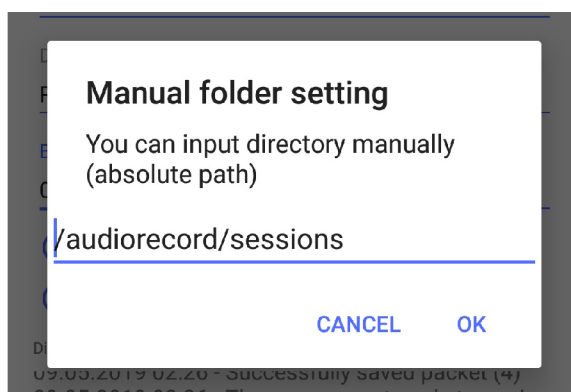 Manual folder setting
You can input directory manually
(absolute path)
/audiorecord/sessions
CANCEL OK
09.05.2019 02:26 - Successfully saved packet (4)